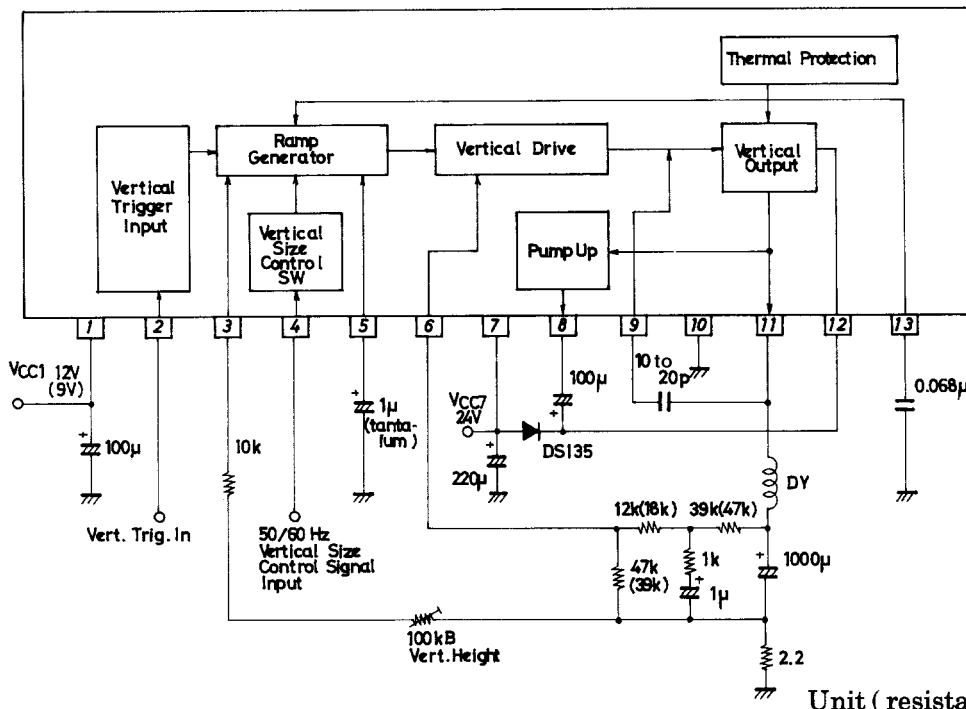 Thermal Protection
Ramp
Generator
Vertical Drive
Vertical
Output
Vertical
Trigger
Input
Vertical
Size
Control
SW
Pump Up
1 2 3 4 5 6 7 8 9 10 11 12 13
VCC1 12V
(9V)
100μ
10k
1μ
(tanta-
lum)
VCC7
24V
100μ
10 to
20p
0.068μ
DS135
220μ
DY
12k(18k)
39k(47k)
Vert. Trig. In
50/60 Hz
Vertical Size
Control Signal
Input
47k
(39k)
1k
1μ
1000μ
100kB
Vert. Height
2.2
Unit ( resista